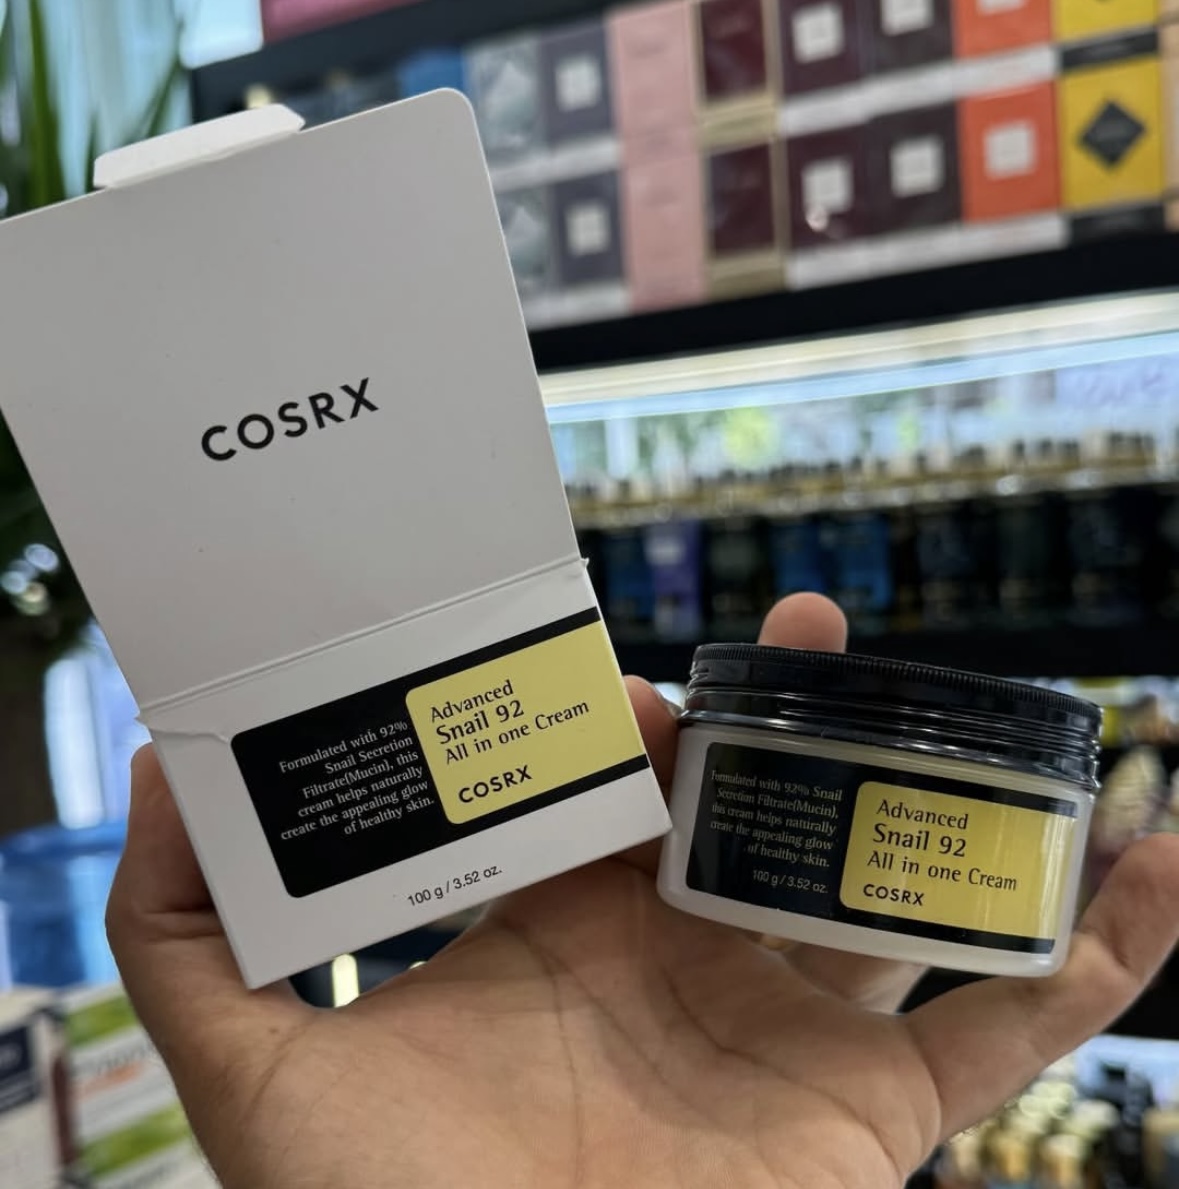 COSRX
Formulated with 92%
Snail Secretion
Filtrate(Mucin), this
cream helps naturally
create the appealing glow
of healthy skin.
Advanced
Snail 92
All in one Cream
COSRX
100 g / 3.52 oz.
Formulated with 92% Snail
Secretion Filtrate(Mucin),
this cream helps naturally
create the appealing glow
of healthy skin.
100 g / 3.52 oz.
Advanced
Snail 92
All in one Cream
COSRX